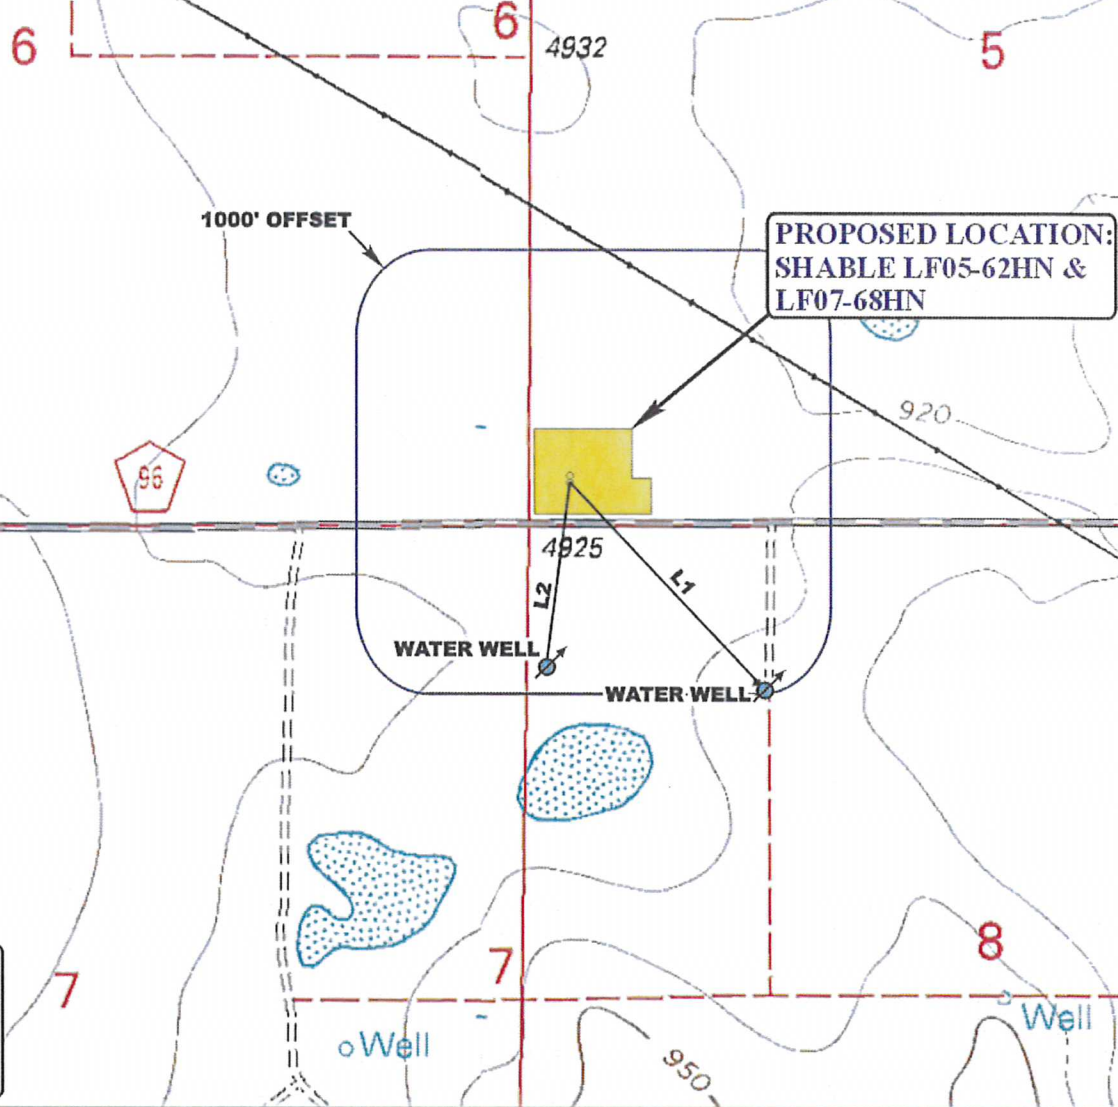 6
6
4932
5
1000' OFFSET
PROPOSED LOCATION:
SHABLE LF05-62HN &
LF07-68HN
920
96
4925
L2
L1
WATER WELL
WATER WELL
7
7
8
Well
Well
950